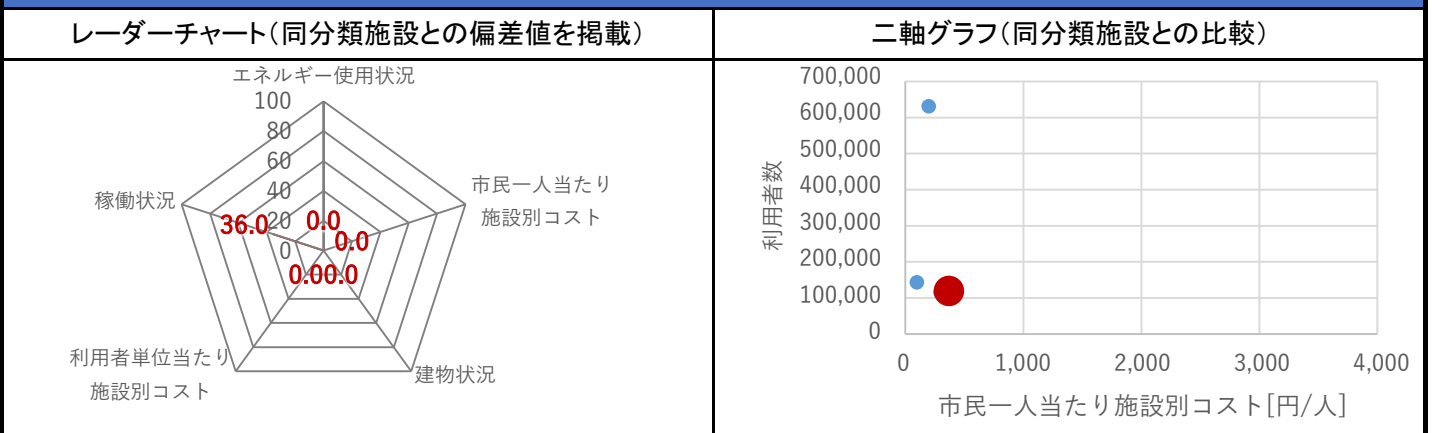 レーダーチャート(同分類施設との偏差値を掲載)
エネルギー使用状況
100
80
60
40
20
0
市民一人当たり
施設別コスト
稼働状況
36.0
0.0
0.0
0.0
0.0
利用者単位当たり
施設別コスト
建物状況
二軸グラフ(同分類施設との比較)
700,000
600,000
500,000
400,000
300,000
200,000
100,000
0
利用者数
0 1,000 2,000 3,000 4,000
市民一人当たり施設別コスト[円/人]